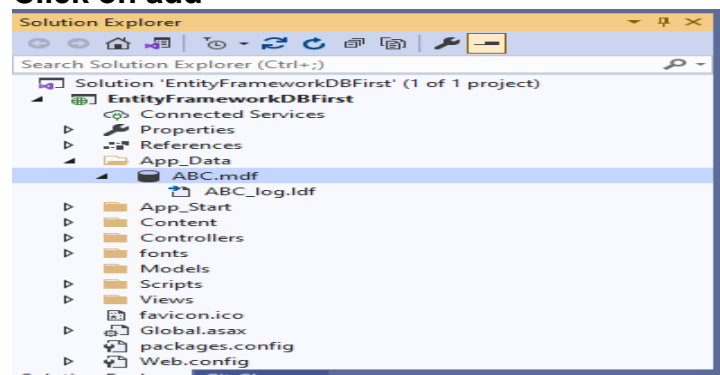 Click on add
Solution Explorer
Search Solution Explorer (Ctrl+;)
Solution 'EntityFrameworkDBFirst' (1 of 1 project)
EntityFrameworkDBFirst
Connected Services
Properties
References
App_Data
ABC.mdf
ABC_log.ldf
App_Start
Content
Controllers
fonts
Models
Scripts
Views
favicon.ico
Global.asax
packages.config
Web.config